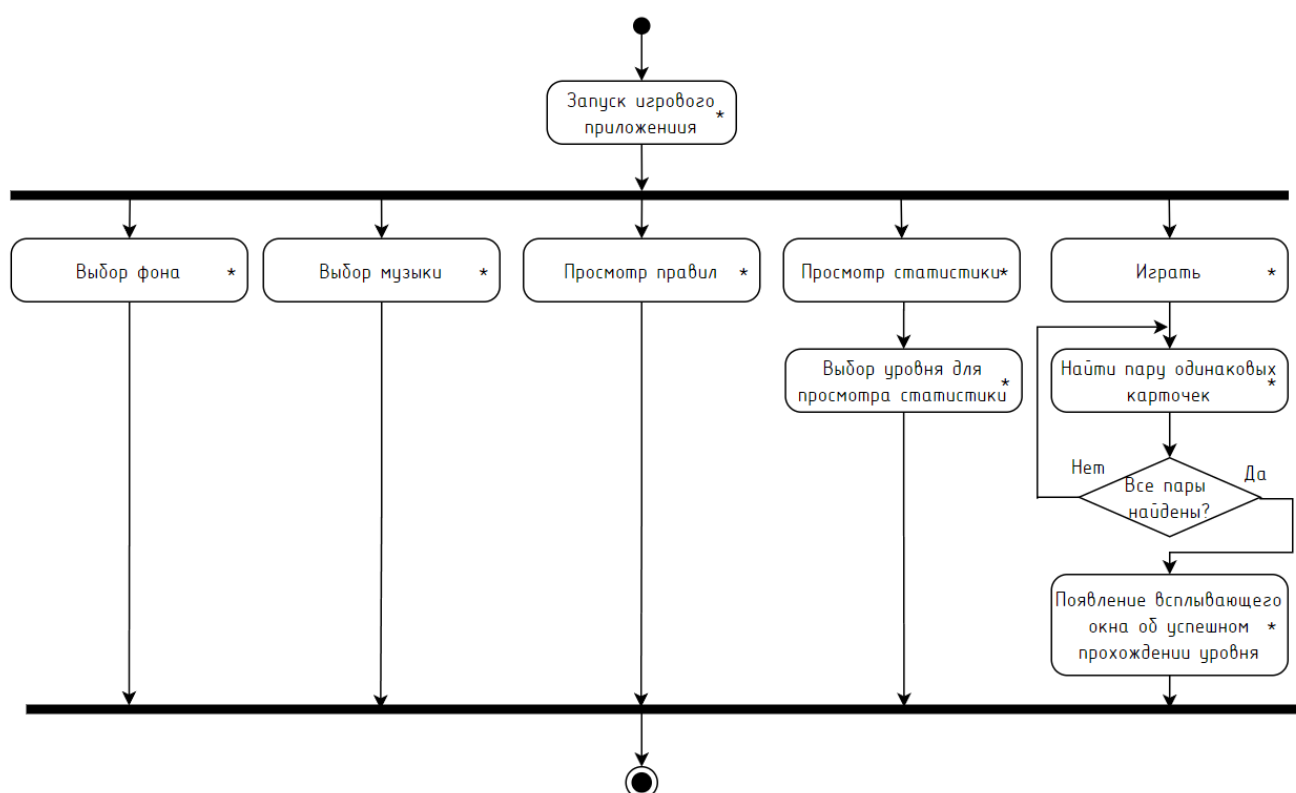 Запуск игрового
приложениия *
Выбор фона *
Выбор музыки *
Просмотр правил *
Просмотр статистики*
Играть *
Выбор уровня для
просмотра статистики *
Найти пару одинаковых
карточек *
Нет
Да
Все пары
найдены?
Появление всплывающего
окна об успешном *
прохождении уровня